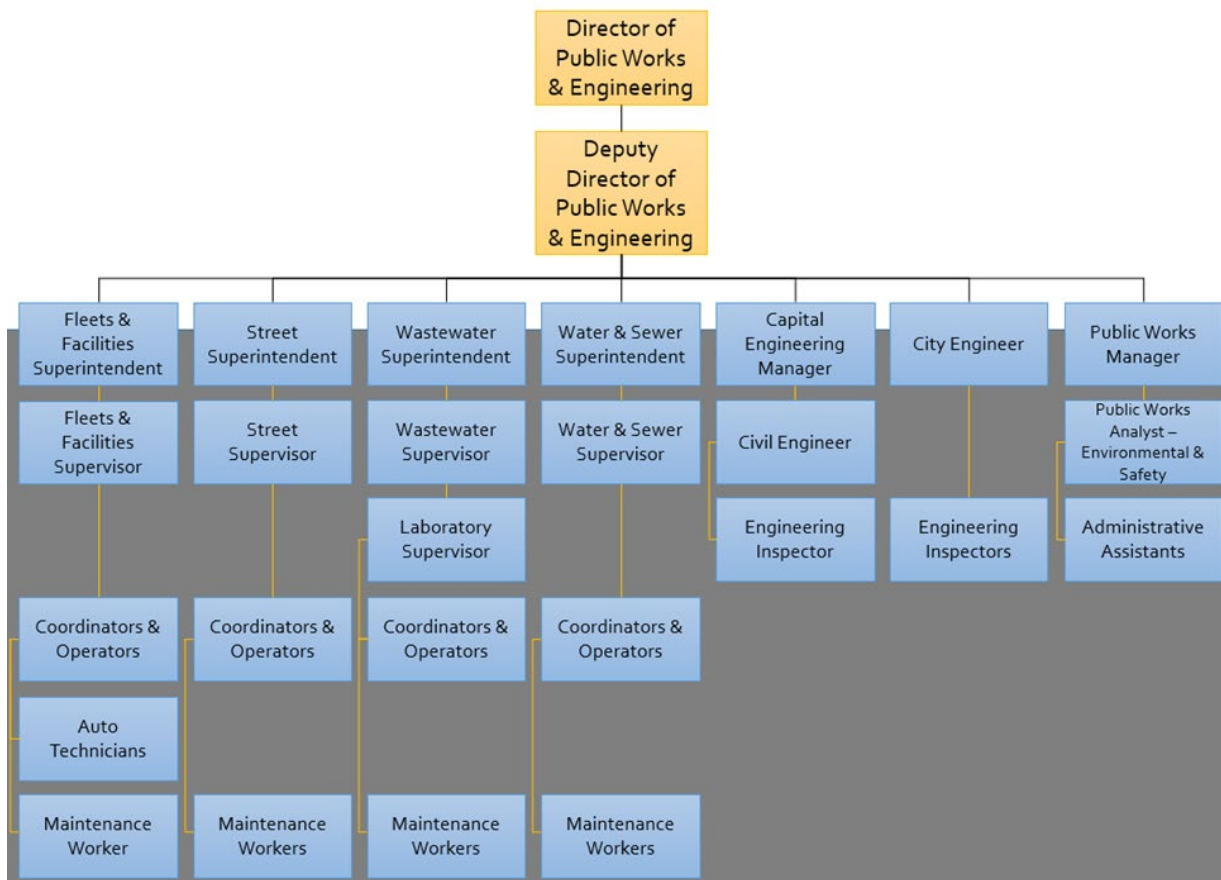 Director of
Public Works
& Engineering
Deputy
Director of
Public Works
& Engineering
Fleets &
Facilities
Superintendent
Street
Superintendent
Wastewater
Superintendent
Water & Sewer
Superintendent
Capital
Engineering
Manager
City Engineer
Public Works
Manager
Fleets &
Facilities
Supervisor
Street
Supervisor
Wastewater
Supervisor
Water & Sewer
Supervisor
Civil Engineer
Public Works
Analyst –
Environmental &
Safety
Laboratory
Supervisor
Engineering
Inspector
Engineering
Inspectors
Administrative
Assistants
Coordinators &
Operators
Coordinators &
Operators
Coordinators &
Operators
Coordinators &
Operators
Auto
Technicians
Maintenance
Worker
Maintenance
Workers
Maintenance
Workers
Maintenance
Workers